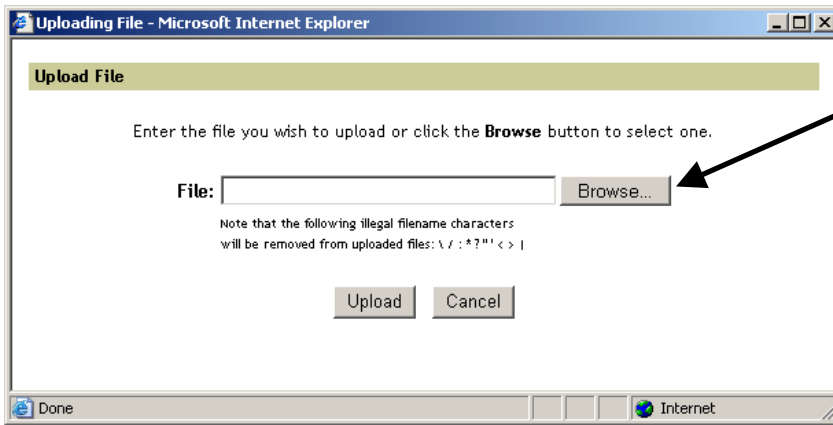 Uploading File - Microsoft Internet Explorer
Upload File
Enter the file you wish to upload or click the Browse button to select one.
File: Browse...
Note that the following illegal filename characters
will be removed from uploaded files: \ / : * ? " ' < > |
Upload Cancel
Done Internet